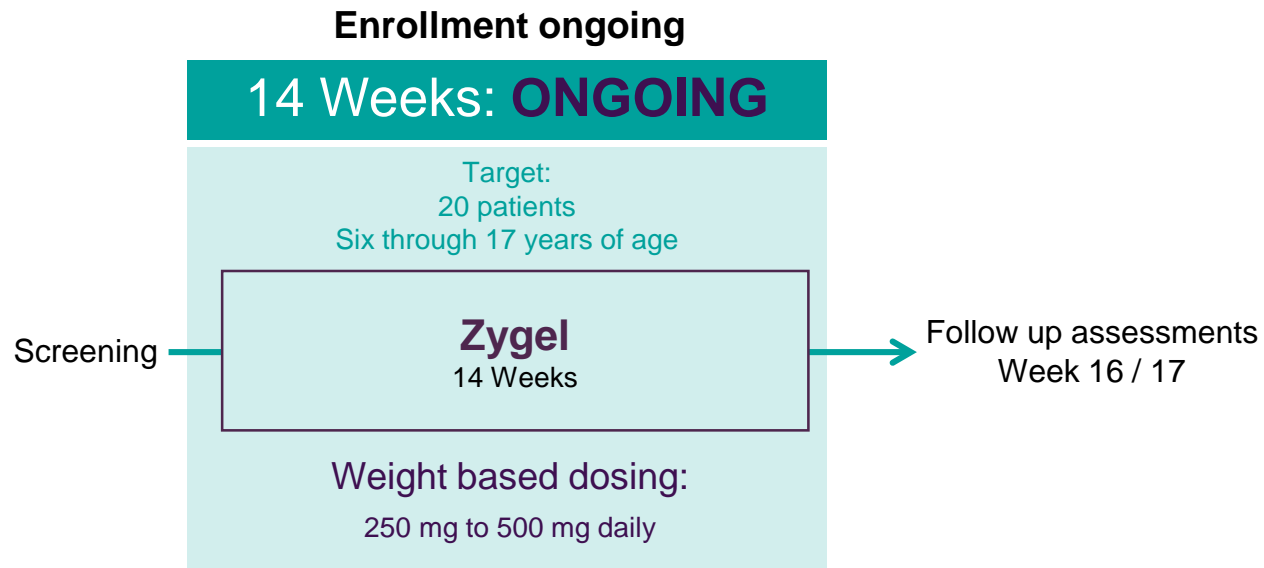 Enrollment ongoing
14 Weeks: ONGOING
Target:
20 patients
Six through 17 years of age
Screening
Zygel
14 Weeks
Follow up assessments
Week 16 / 17
Weight based dosing:
250 mg to 500 mg daily